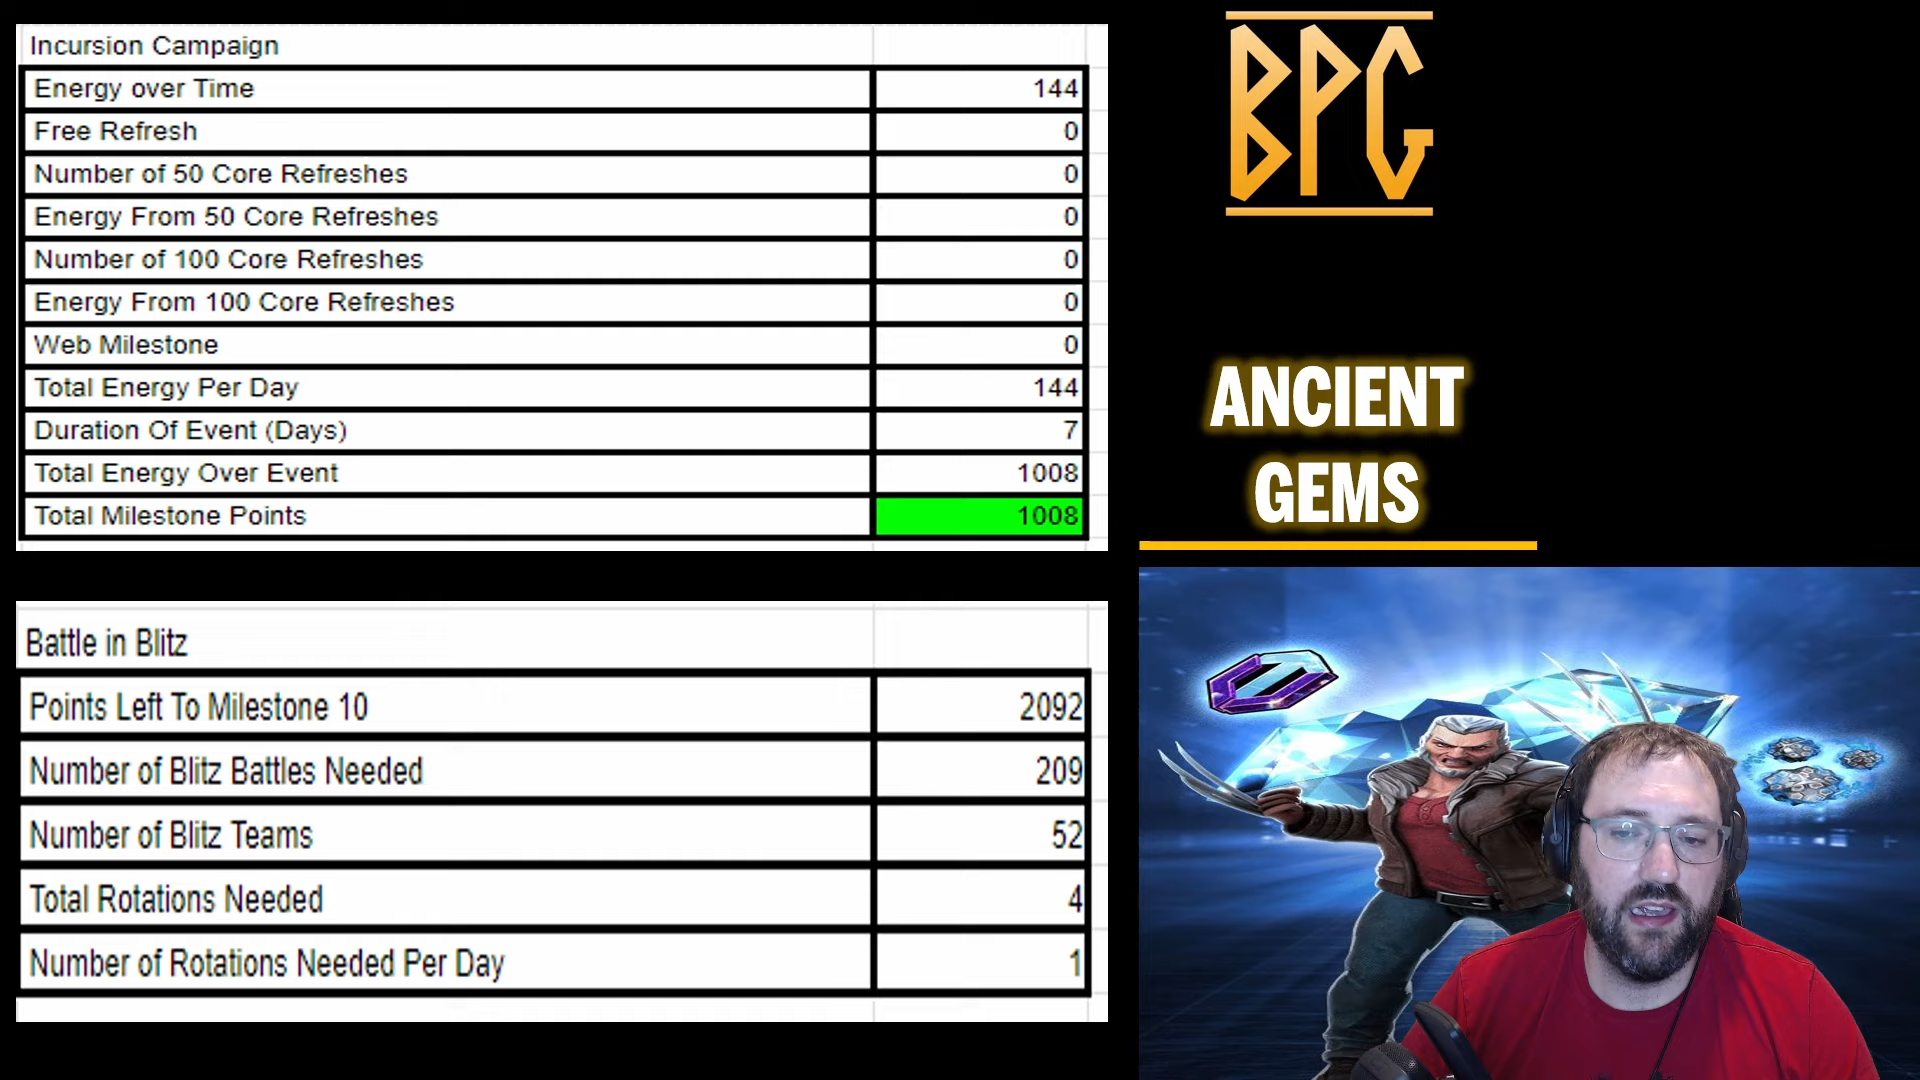 Incursion Campaign
Energy over Time 144
Free Refresh 0
Number of 50 Core Refreshes 0
Energy From 50 Core Refreshes 0
Number of 100 Core Refreshes 0
Energy From 100 Core Refreshes 0
Web Milestone 0
Total Energy Per Day 144
Duration Of Event (Days) 7
Total Energy Over Event 1008
Total Milestone Points 1008
Battle in Blitz
Points Left To Milestone 10 2092
Number of Blitz Battles Needed 209
Number of Blitz Teams 52
Total Rotations Needed 4
Number of Rotations Needed Per Day 1
BPG
ANCIENT
GEMS